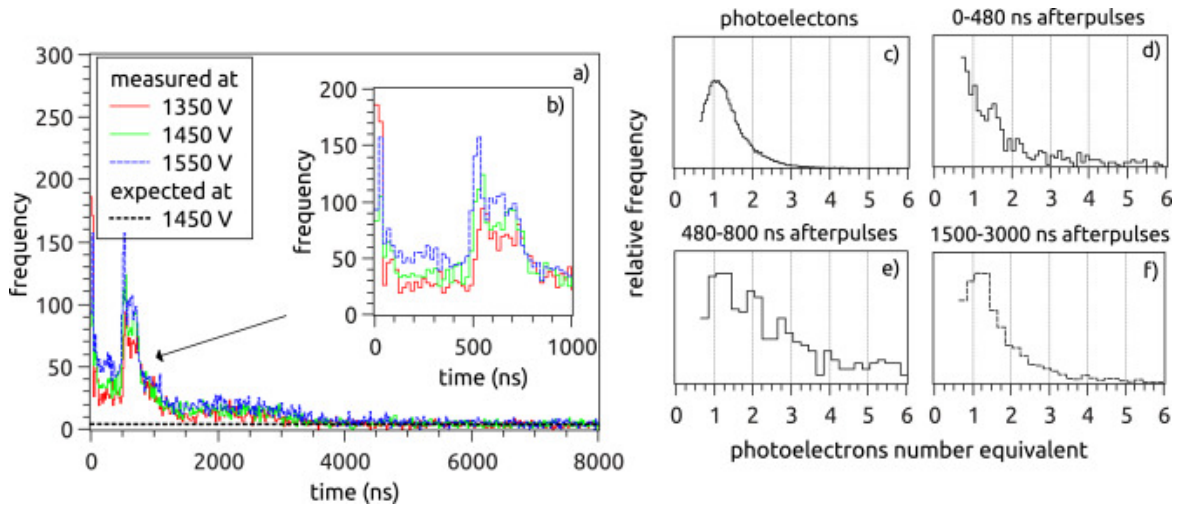 a)
300
250
200
150
100
50
0
frequency
measured at
1350 V
1450 V
1550 V
expected at
1450 V
0
2000
4000
6000
8000
time (ns)
b)
200
150
100
50
0
frequency
0
500
1000
time (ns)
relative frequency
photoelectons
c)
0 1 2 3 4 5 6
0-480 ns afterpulses
d)
0 1 2 3 4 5 6
480-800 ns afterpulses
e)
0 1 2 3 4 5 6
1500-3000 ns afterpulses
f)
0 1 2 3 4 5 6
photoelectrons number equivalent